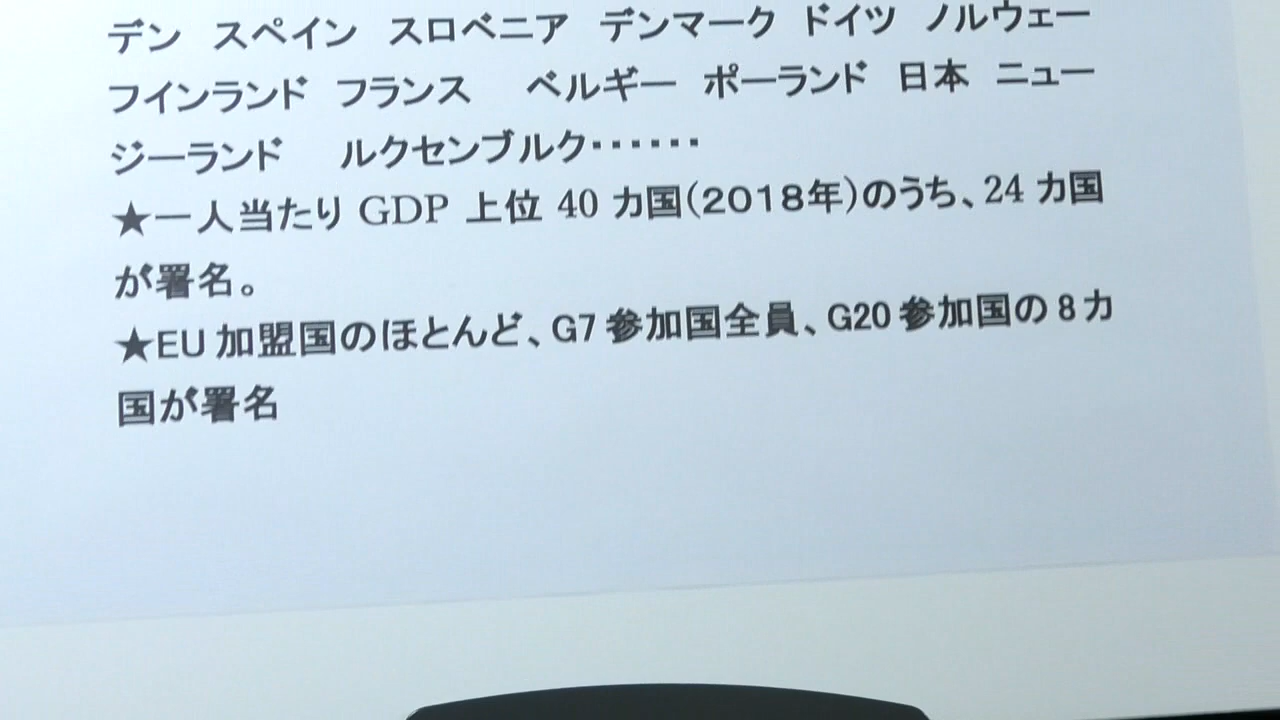 デン　スペイン　スロベニア　デンマーク　ドイツ　ノルウェー
フインランド　フランス　ベルギー　ポーランド　日本　ニュー
ジーランド　ルクセンブルク・・・・・・
★一人当たり GDP 上位 40 カ国(2018年)のうち、24 カ国
が署名。
★EU 加盟国のほとんど、G7 参加国全員、G20 参加国の 8 カ
国が署名